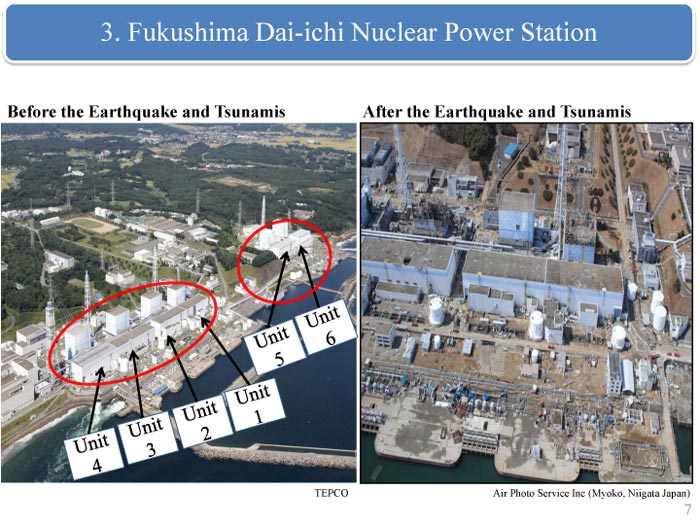 3. Fukushima Dai-ichi Nuclear Power Station
Before the Earthquake and Tsunamis
After the Earthquake and Tsunamis
Unit
4
Unit
3
Unit
2
Unit
1
Unit
5
Unit
6
TEPCO
Air Photo Service Inc (Myoko, Niigata Japan)
7